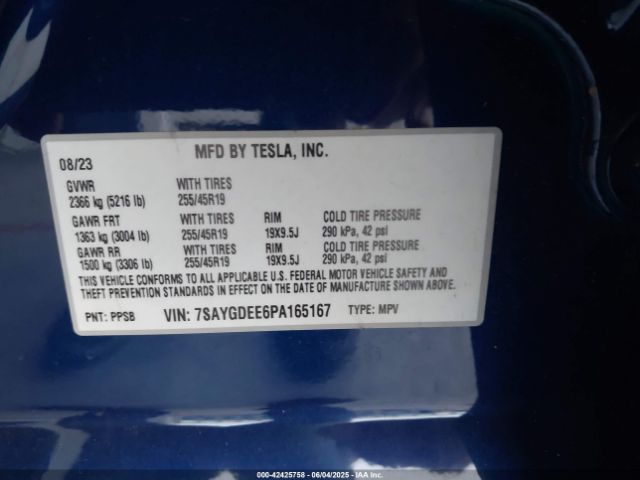 MFD BY TESLA, INC.
08/23
GVWR WITH TIRES
2366 kg (5216 lb) 255/45R19
GAWR FRT WITH TIRES RIM COLD TIRE PRESSURE
1363 kg (3004 lb) 255/45R19 19X9.5J 290 kPa, 42 psi
GAWR RR WITH TIRES RIM COLD TIRE PRESSURE
1500 kg (3306 lb) 255/45R19 19X9.5J 290 kPa, 42 psi
THIS VEHICLE CONFORMS TO ALL APPLICABLE U.S. FEDERAL MOTOR VEHICLE SAFETY AND
THEFT PREVENTION STANDARDS IN EFFECT ON THE DATE OF MANUFACTURE SHOWN ABOVE.
PNT: PPSB VIN: 7SAYGDEE6PA165167 TYPE: MPV
000-42425758 - 06/04/2025 - Copyright IAA, Inc.